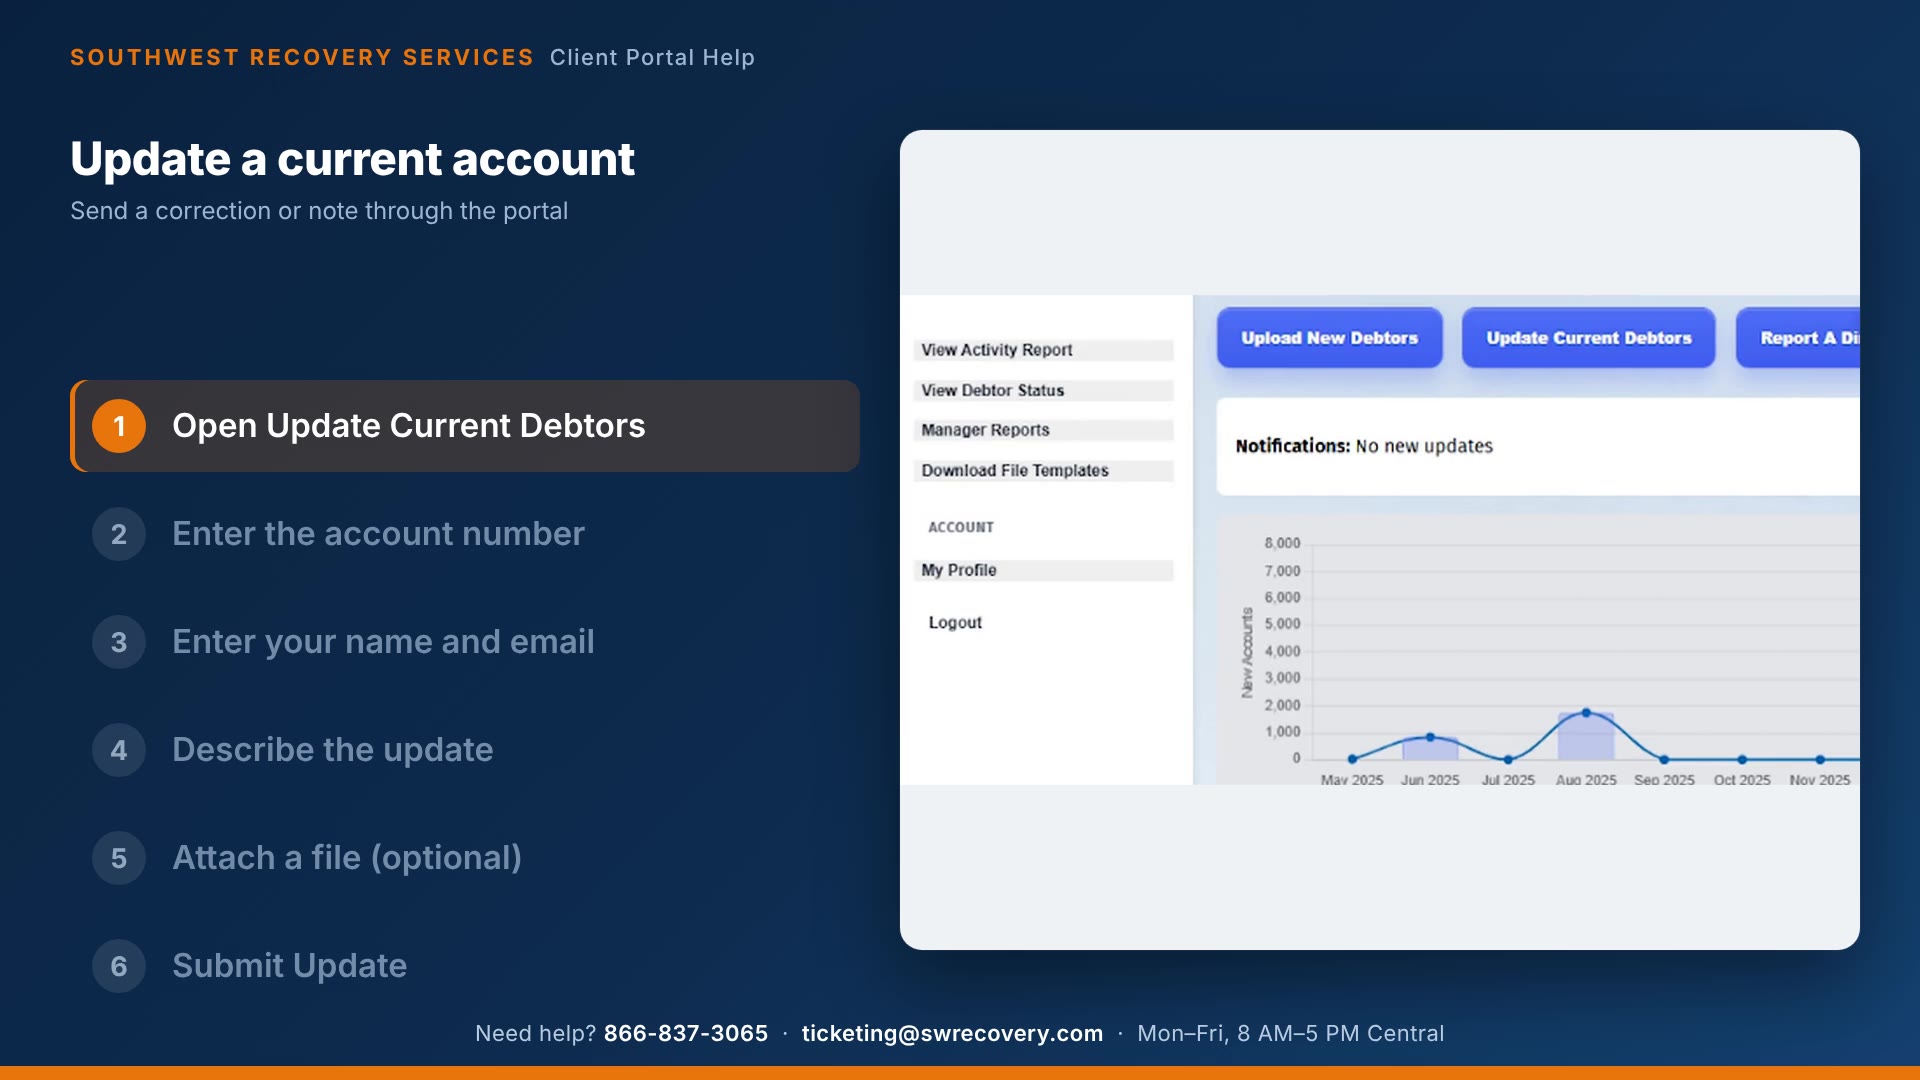 SOUTHWEST RECOVERY SERVICES Client Portal Help
Update a current account
Send a correction or note through the portal
1 Open Update Current Debtors
2 Enter the account number
3 Enter your name and email
4 Describe the update
5 Attach a file (optional)
6 Submit Update
View Activity Report
View Debtor Status
Manager Reports
Download File Templates
ACCOUNT
My Profile
Logout
Upload New Debtors
Update Current Debtors
Report A Di
Notifications: No new updates
New Accounts
8,000
7,000
6,000
5,000
4,000
3,000
2,000
1,000
0
May 2025 Jun 2025 Jul 2025 Aug 2025 Sep 2025 Oct 2025 Nov 2025
Need help? 866-837-3065 · ticketing@swrecovery.com · Mon–Fri, 8 AM–5 PM Central